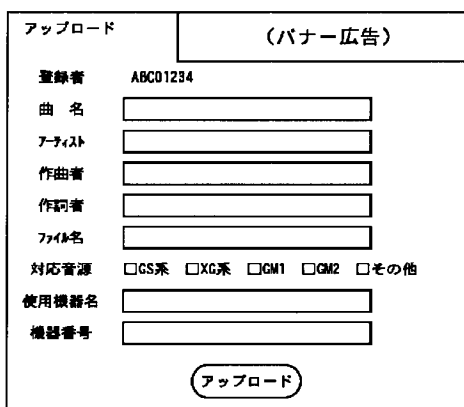 アップロード
(バナー広告)
登録者 ABC01234
曲 名
アーティスト
作曲者
作詞者
ファイル名
対応音源 □GS系 □XG系 □GM1 □GM2 □その他
使用機器名
機器番号
アップロード